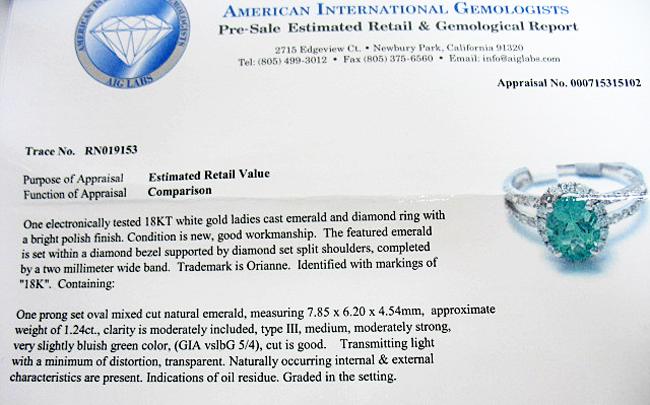 AMERICAN INTERNATIONAL GEMOLOGISTS
Pre-Sale Estimated Retail & Gemological Report
2715 Edgeview Ct. • Newbury Park, California 91320
Tel: (805) 499-3012 • Fax (805) 375-6560 • Email: info@aiglabs.com
AMERICAN INTERNATIONAL GEMOLOGISTS
AIG LABS
Appraisal No. 000715315102
Trace No. RN019153
Purpose of Appraisal Estimated Retail Value
Function of Appraisal Comparison
One electronically tested 18KT white gold ladies cast emerald and diamond ring with
a bright polish finish. Condition is new, good workmanship. The featured emerald
is set within a diamond bezel supported by diamond set split shoulders, completed
by a two millimeter wide band. Trademark is Orianne. Identified with markings of
"18K". Containing:
One prong set oval mixed cut natural emerald, measuring 7.85 x 6.20 x 4.54mm, approximate
weight of 1.24ct., clarity is moderately included, type III, medium, moderately strong,
very slightly bluish green color, (GIA vslbG 5/4), cut is good. Transmitting light
with a minimum of distortion, transparent. Naturally occurring internal & external
characteristics are present. Indications of oil residue. Graded in the setting.